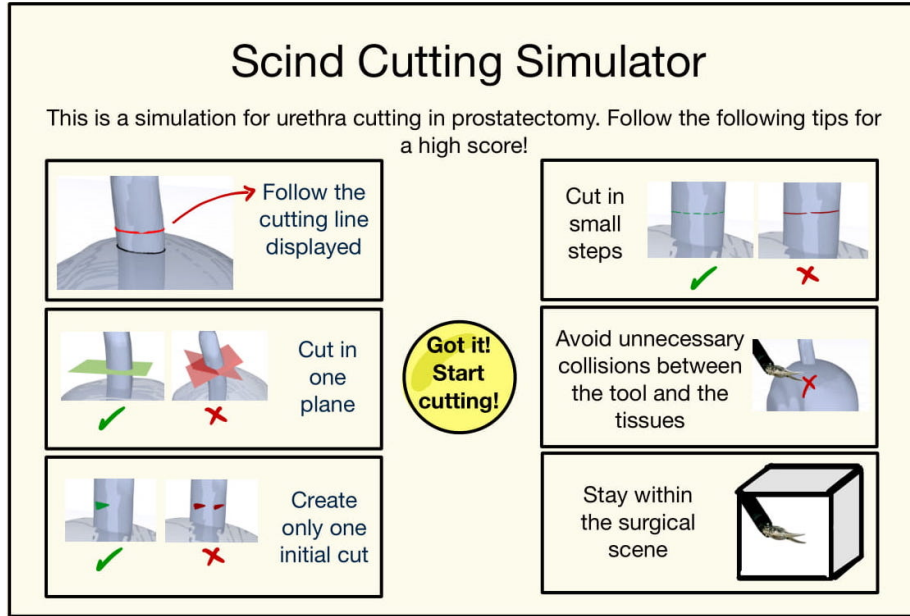 Scind Cutting Simulator
This is a simulation for urethra cutting in prostatectomy. Follow the following tips for
a high score!
Follow the
cutting line
displayed
Cut in
one
plane
Create
only one
initial cut
Got it!
Start
cutting!
Cut in
small
steps
Avoid unnecessary
collisions between
the tool and the
tissues
Stay within
the surgical
scene